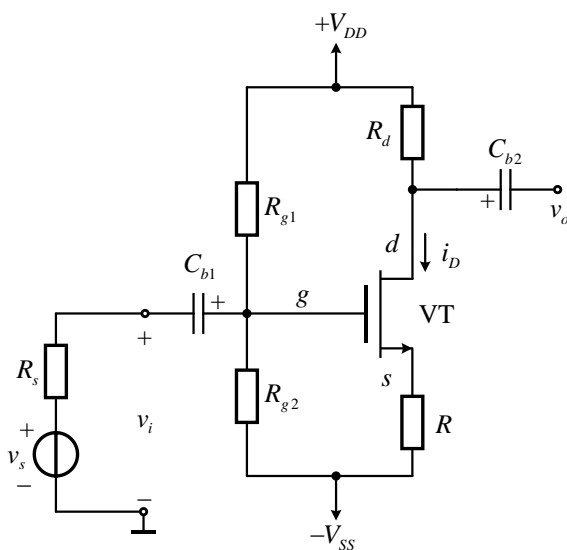 +V_DD
R_d
C_b2
+
v_o
R_g1
d
i_D
C_b1
+
g
VT
+
s
R_s
R_g2
R
v_i
+
v_s
−
−
−V_SS